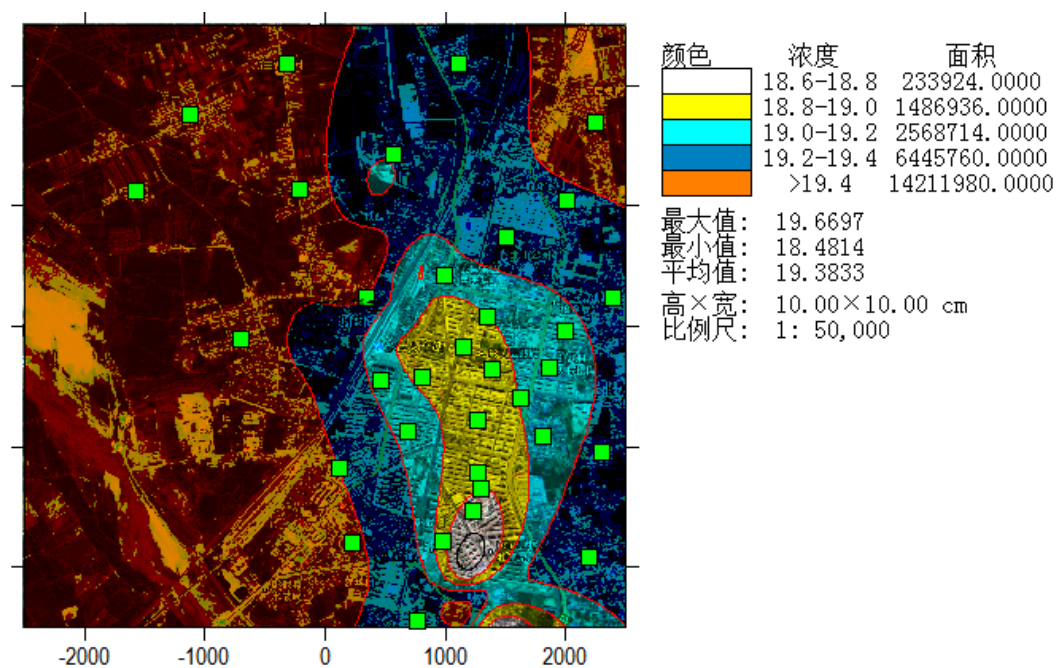 颜色 浓度 面积
18.6-18.8 233924.0000
18.8-19.0 1486936.0000
19.0-19.2 2568714.0000
19.2-19.4 6445760.0000
>19.4 14211980.0000
最大值: 19.6697
最小值: 18.4814
平均值: 19.3833
高×宽: 10.00×10.00 cm
比例尺: 1: 50,000
-2000 -1000 0 1000 2000